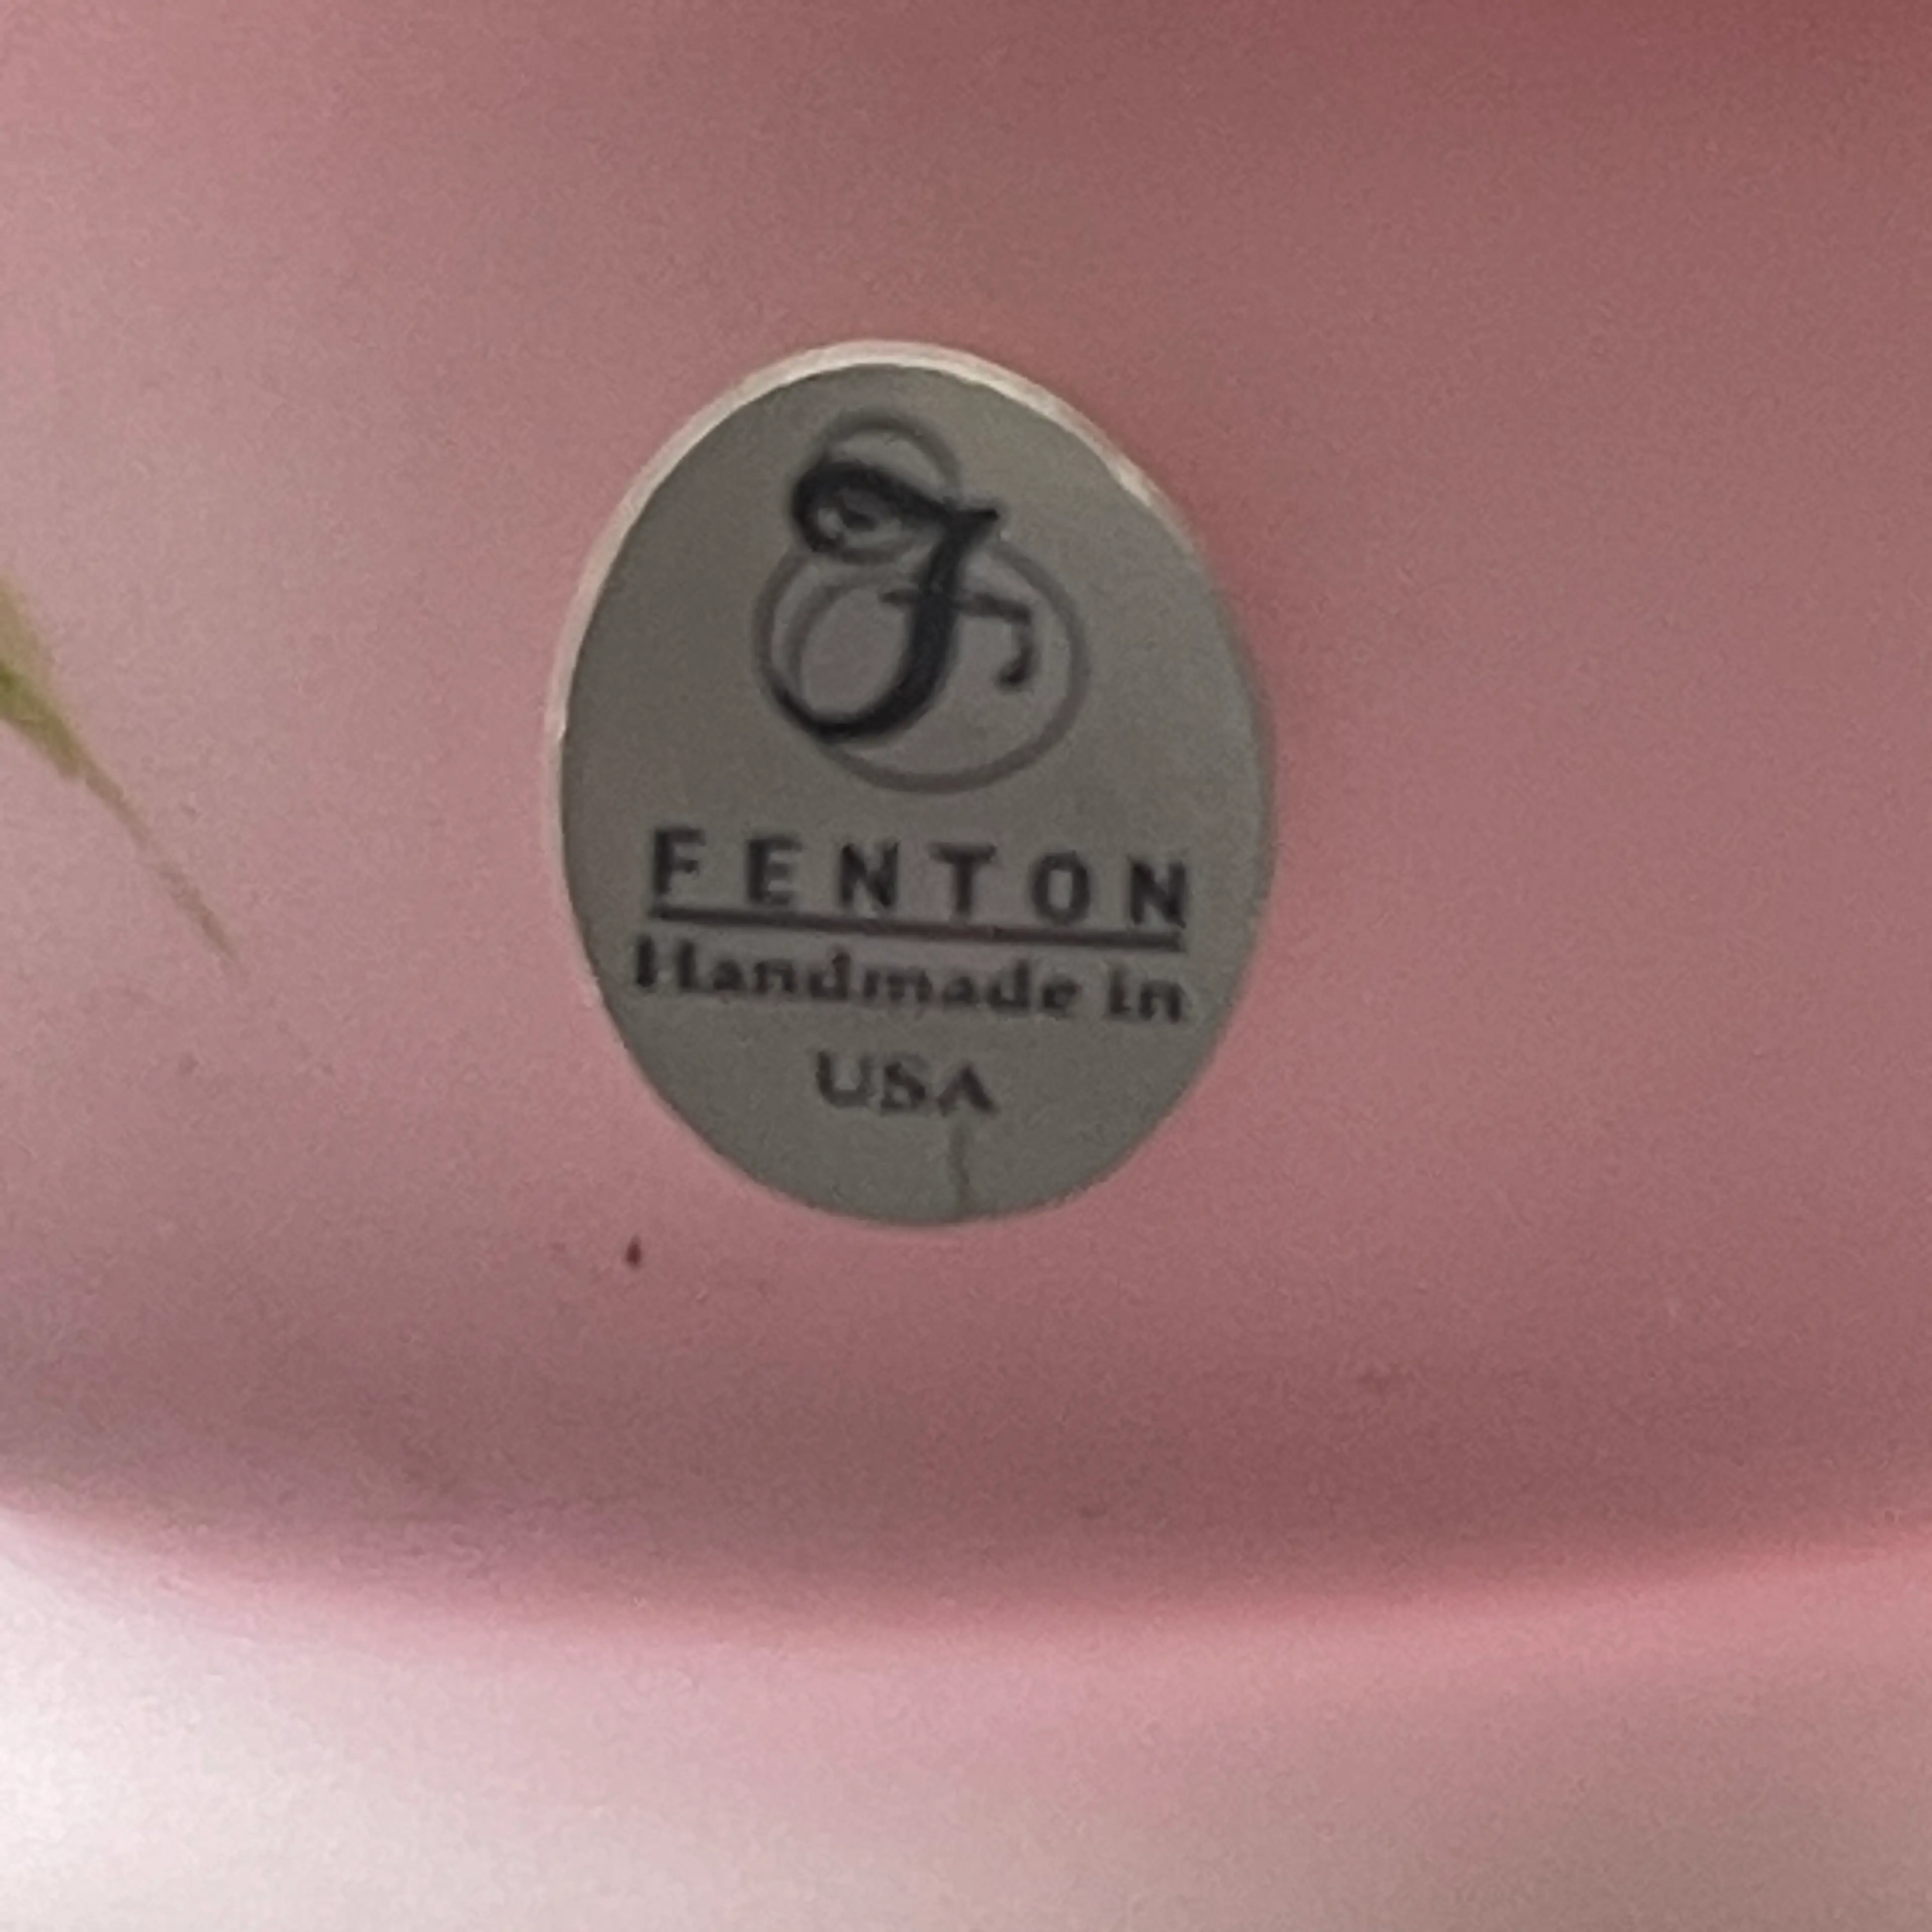 F
FENTON
Handmade in
USA